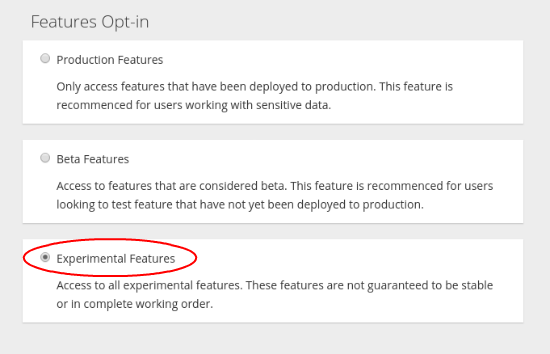 Features Opt-in
Production Features
Only access features that have been deployed to production. This feature is
recommenced for users working with sensitive data.
Beta Features
Access to features that are considered beta. This feature is recommenced for users
looking to test feature that have not yet been deployed to production.
Experimental Features
Access to all experimental features. These features are not guaranteed to be stable
or in complete working order.